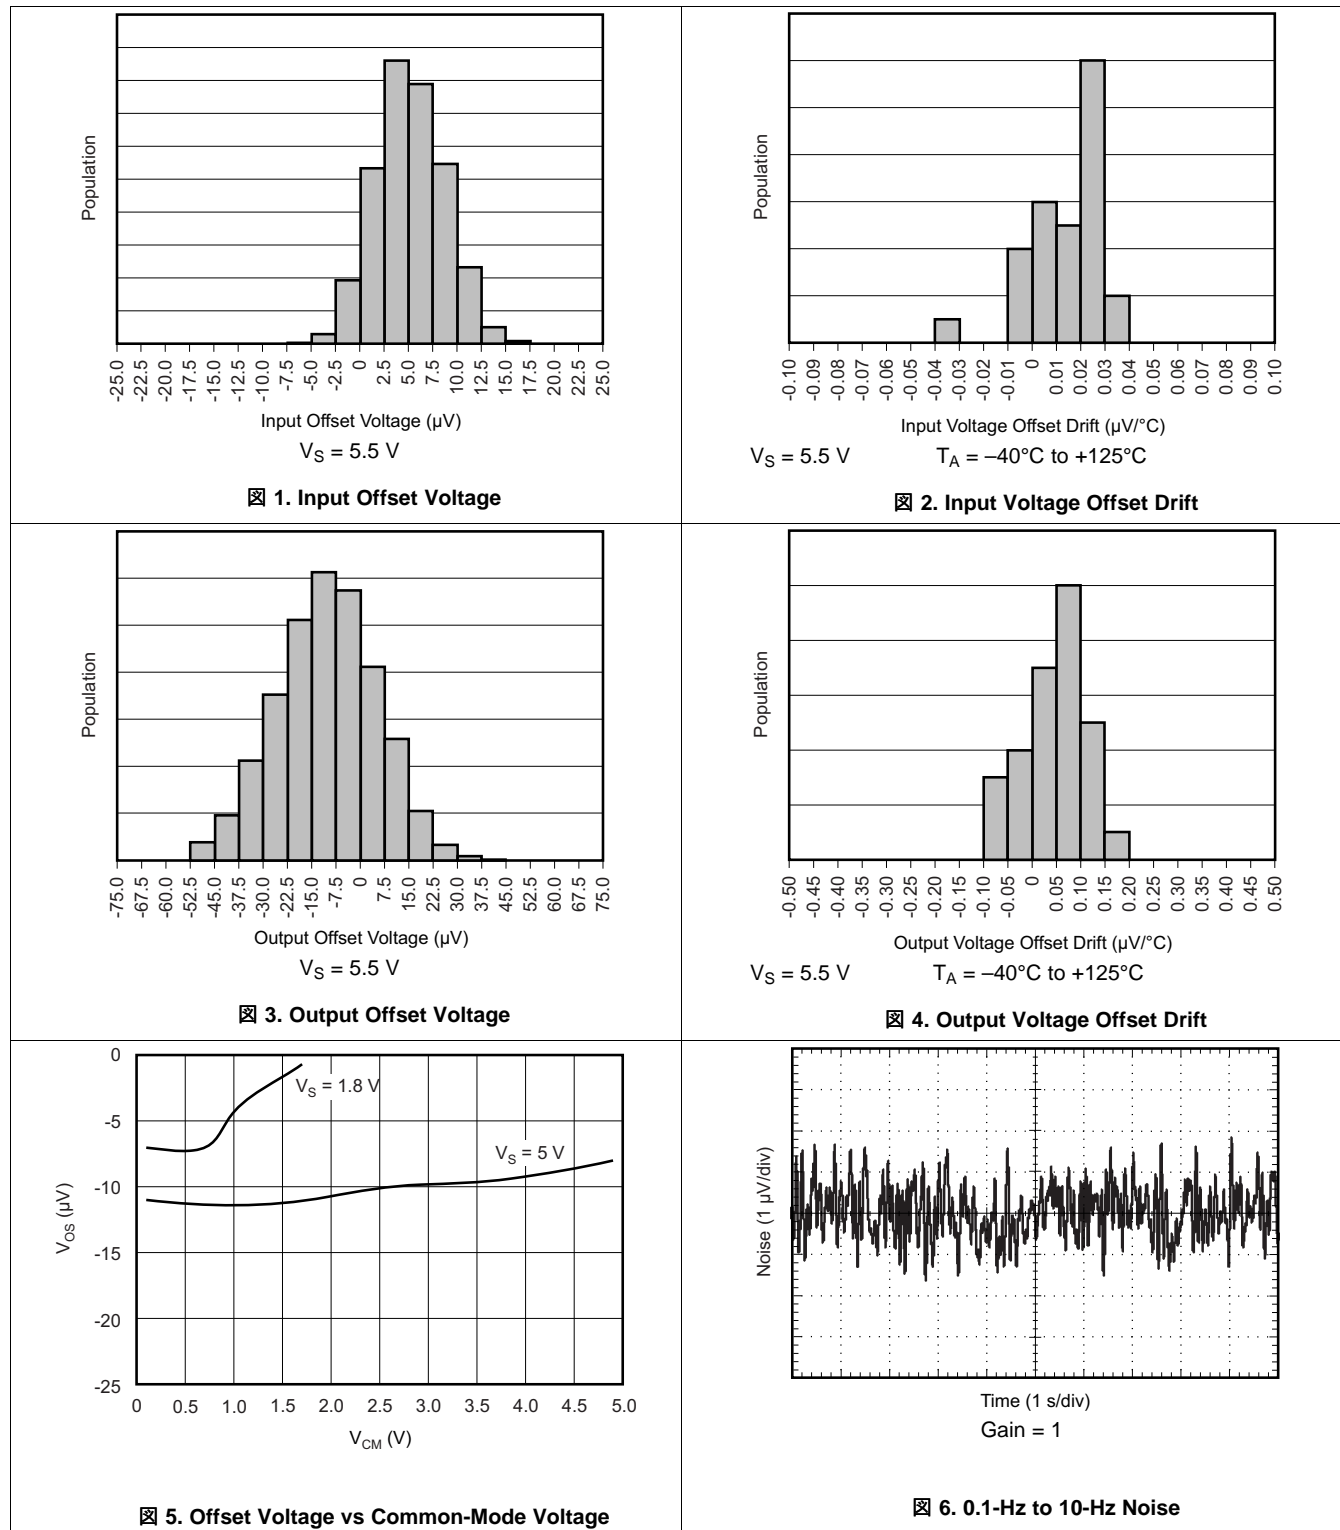 Population
-25.0 -22.5 -20.0 -17.5 -15.0 -12.5 -10.0 -7.5 -5.0 -2.5 0 2.5 5.0 7.5 10.0 12.5 15.0 17.5 20.0 22.5 25.0
Input Offset Voltage (µV)
VS = 5.5 V
図 1. Input Offset Voltage
Population
-0.10 -0.09 -0.08 -0.07 -0.06 -0.05 -0.04 -0.03 -0.02 -0.01 0 0.01 0.02 0.03 0.04 0.05 0.06 0.07 0.08 0.09 0.10
Input Voltage Offset Drift (µV/°C)
VS = 5.5 V TA = –40°C to +125°C
図 2. Input Voltage Offset Drift
Population
-75.0 -67.5 -60.0 -52.5 -45.0 -37.5 -30.0 -22.5 -15.0 -7.5 0 7.5 15.0 22.5 30.0 37.5 45.0 52.5 60.0 67.5 75.0
Output Offset Voltage (µV)
VS = 5.5 V
図 3. Output Offset Voltage
Population
-0.50 -0.45 -0.40 -0.35 -0.30 -0.25 -0.20 -0.15 -0.10 -0.05 0 0.05 0.10 0.15 0.20 0.25 0.30 0.35 0.40 0.45 0.50
Output Voltage Offset Drift (µV/°C)
VS = 5.5 V TA = –40°C to +125°C
図 4. Output Voltage Offset Drift
VOS (µV)
0
-5
-10
-15
-20
-25
VS = 1.8 V
VS = 5 V
0 0.5 1.0 1.5 2.0 2.5 3.0 3.5 4.0 4.5 5.0
VCM (V)
図 5. Offset Voltage vs Common-Mode Voltage
Noise (1 µV/div)
Time (1 s/div)
Gain = 1
図 6. 0.1-Hz to 10-Hz Noise